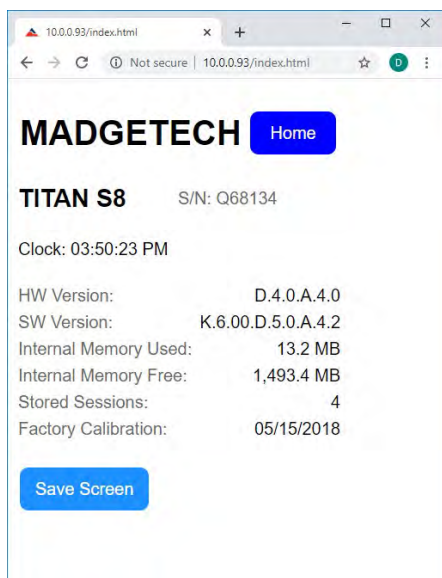 10.0.0.93/index.html
Not secure | 10.0.0.93/index.html
D
MADGETECH Home
TITAN S8 S/N: Q68134
Clock: 03:50:23 PM
HW Version: D.4.0.A.4.0
SW Version: K.6.00.D.5.0.A.4.2
Internal Memory Used: 13.2 MB
Internal Memory Free: 1,493.4 MB
Stored Sessions: 4
Factory Calibration: 05/15/2018
Save Screen